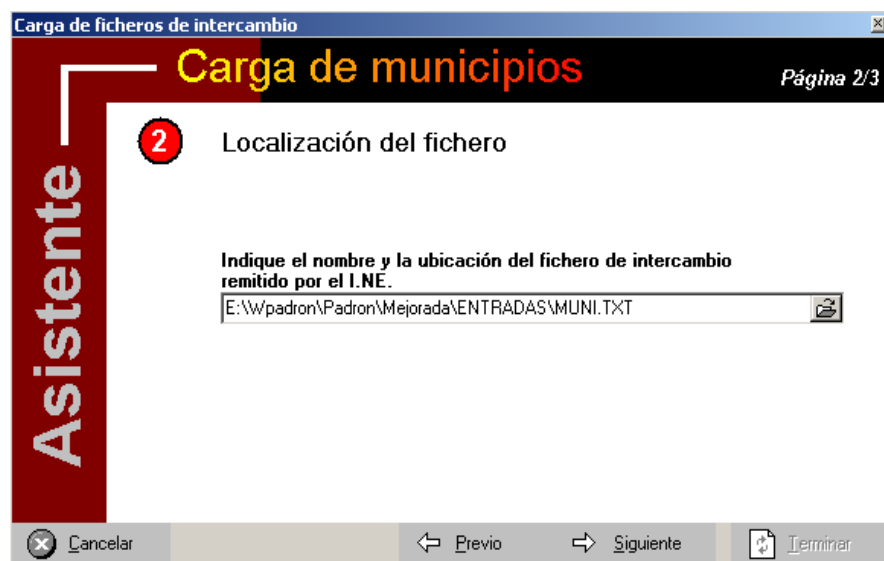 Carga de ficheros de intercambio
Carga de municipios
Página 2/3
Asistente
2
Localización del fichero
Indique el nombre y la ubicación del fichero de intercambio
remitido por el I.NE.
E:\Wpadron\Padron\Mejorada\ENTRADAS\MUNI.TXT
Cancelar
Previo
Siguiente
Terminar